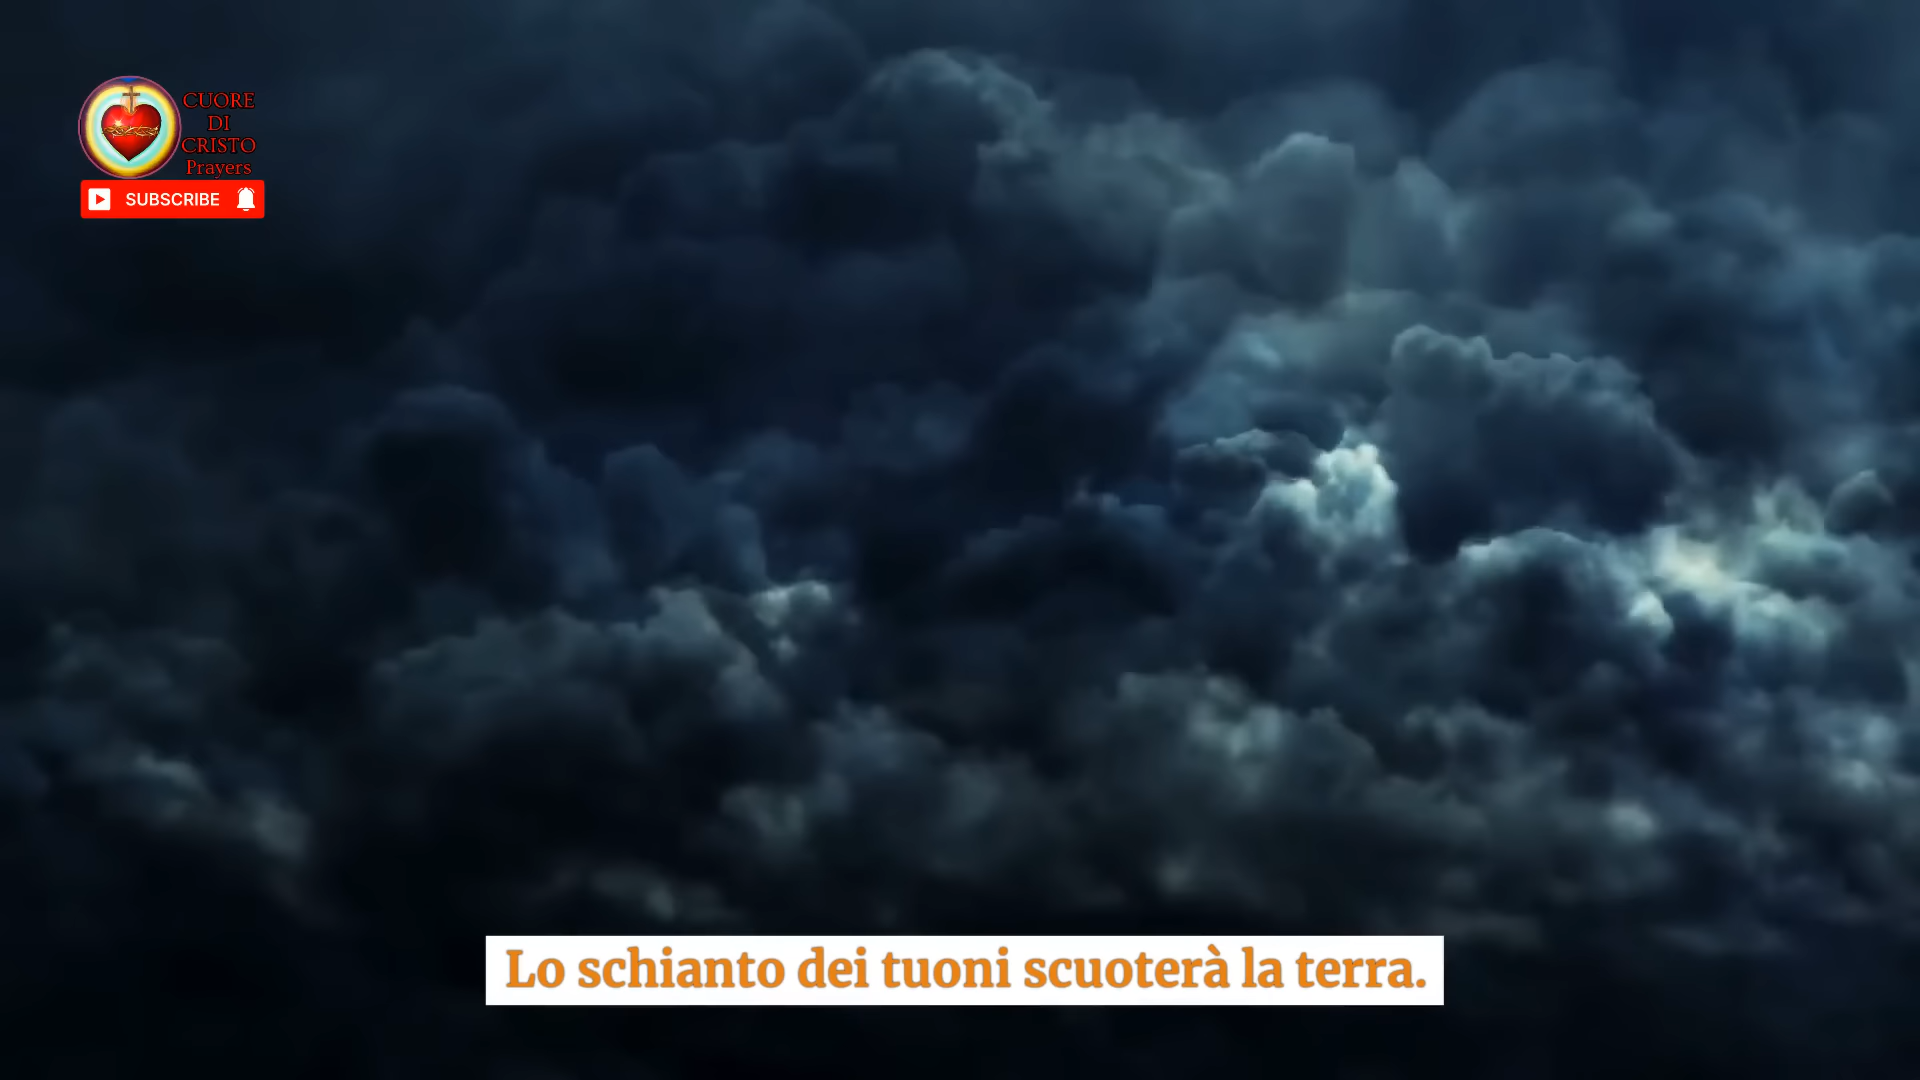 CUORE
DI
CRISTO
Prayers
SUBSCRIBE
Lo schianto dei tuoni scuoterà la terra.